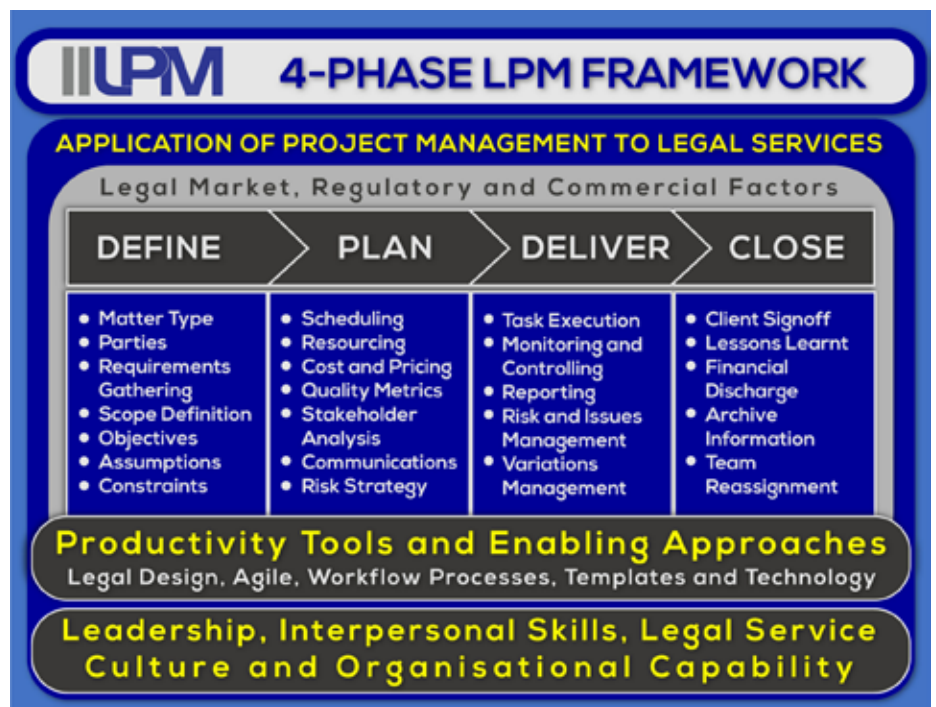 IILPM 4-PHASE LPM FRAMEWORK
APPLICATION OF PROJECT MANAGEMENT TO LEGAL SERVICES
Legal Market, Regulatory and Commercial Factors
DEFINE
• Matter Type
• Parties
• Requirements
Gathering
• Scope Definition
• Objectives
• Assumptions
• Constraints
PLAN
• Scheduling
• Resourcing
• Cost and Pricing
• Quality Metrics
• Stakeholder
Analysis
• Communications
• Risk Strategy
DELIVER
• Task Execution
• Monitoring and
Controlling
• Reporting
• Risk and Issues
Management
• Variations
Management
CLOSE
• Client Signoff
• Lessons Learnt
• Financial
Discharge
• Archive
Information
• Team
Reassignment
Productivity Tools and Enabling Approaches
Legal Design, Agile, Workflow Processes, Templates and Technology
Leadership, Interpersonal Skills, Legal Service
Culture and Organisational Capability